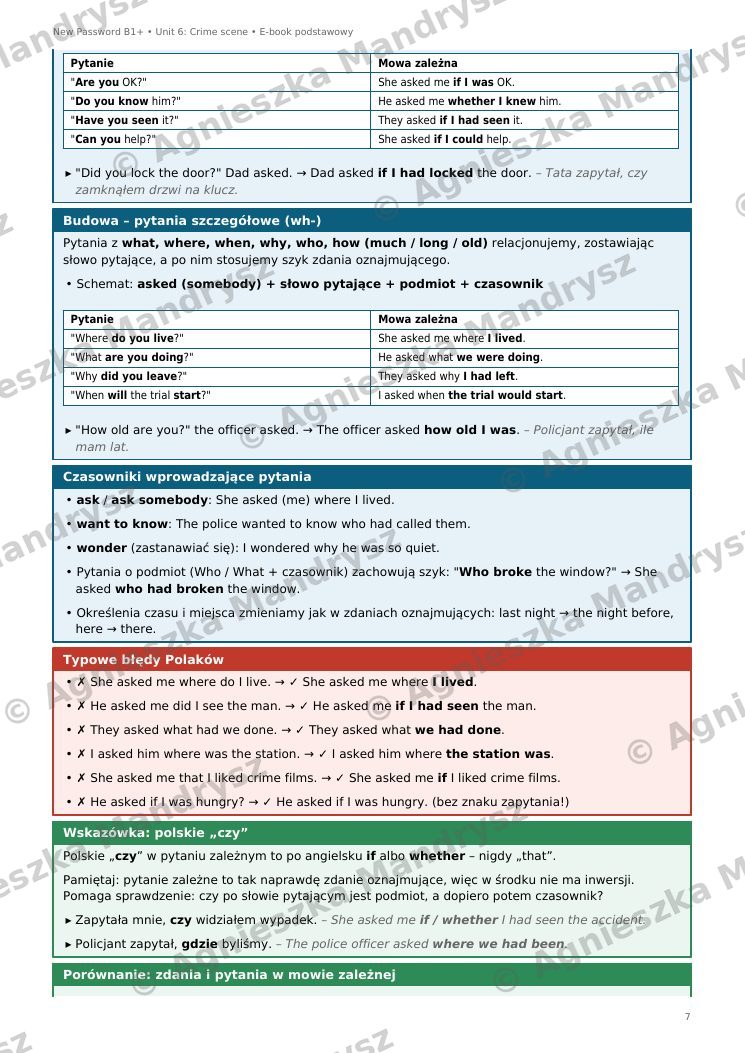 New Password B1+ • Unit 6: Crime scene • E-book podstawowy
Pytanie Mowa zależna
"Are you OK?" She asked me if I was OK.
"Do you know him?" He asked me whether I knew him.
"Have you seen it?" They asked if I had seen it.
"Can you help?" She asked if I could help.
▸ "Did you lock the door?" Dad asked. → Dad asked if I had locked the door. – Tata zapytał, czy
zamknąłem drzwi na klucz.
Budowa – pytania szczegółowe (wh-)
Pytania z what, where, when, why, who, how (much / long / old) relacjonujemy, zostawiając
słowo pytające, a po nim stosujemy szyk zdania oznajmującego.
• Schemat: asked (somebody) + słowo pytające + podmiot + czasownik
Pytanie Mowa zależna
"Where do you live?" She asked me where I lived.
"What are you doing?" He asked what we were doing.
"Why did you leave?" They asked why I had left.
"When will the trial start?" I asked when the trial would start.
▸ "How old are you?" the officer asked. → The officer asked how old I was. – Policjant zapytał, ile
mam lat.
Czasowniki wprowadzające pytania
• ask / ask somebody: She asked (me) where I lived.
• want to know: The police wanted to know who had called them.
• wonder (zastanawiać się): I wondered why he was so quiet.
• Pytania o podmiot (Who / What + czasownik) zachowują szyk: "Who broke the window?" → She
asked who had broken the window.
• Określenia czasu i miejsca zmieniamy jak w zdaniach oznajmujących: last night → the night before,
here → there.
Typowe błędy Polaków
• ✗ She asked me where do I live. → ✓ She asked me where I lived.
• ✗ He asked me did I see the man. → ✓ He asked me if I had seen the man.
• ✗ They asked what had we done. → ✓ They asked what we had done.
• ✗ I asked him where was the station. → ✓ I asked him where the station was.
• ✗ She asked me that I liked crime films. → ✓ She asked me if I liked crime films.
• ✗ He asked if I was hungry? → ✓ He asked if I was hungry. (bez znaku zapytania!)
Wskazówka: polskie „czy”
Polskie „czy” w pytaniu zależnym to po angielsku if albo whether – nigdy „that”.
Pamiętaj: pytanie zależne to tak naprawdę zdanie oznajmujące, więc w środku nie ma inwersji.
Pomaga sprawdzenie: czy po słowie pytającym jest podmiot, a dopiero potem czasownik?
▸ Zapytała mnie, czy widziałem wypadek. – She asked me if / whether I had seen the accident.
▸ Policjant zapytał, gdzie byliśmy. – The police officer asked where we had been.
Porównanie: zdania i pytania w mowie zależnej
7
© Agnieszka Mandrysz